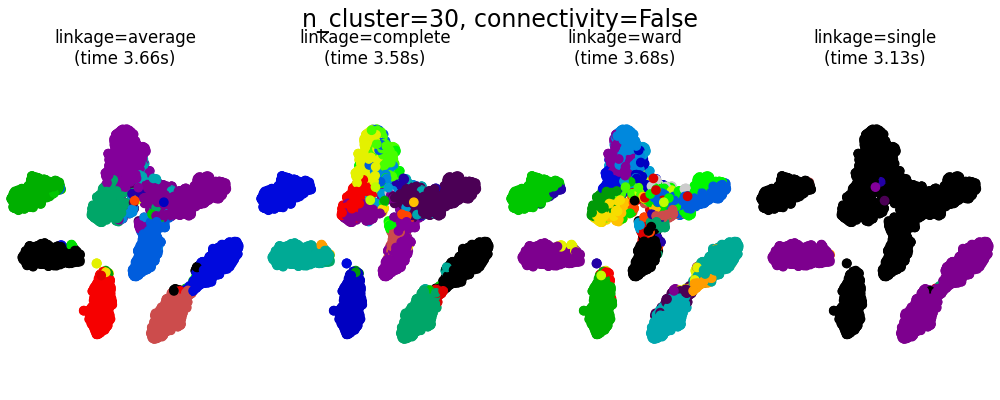 n_cluster=30, connectivity=False
linkage=average
(time 3.66s)
linkage=complete
(time 3.58s)
linkage=ward
(time 3.68s)
linkage=single
(time 3.13s)